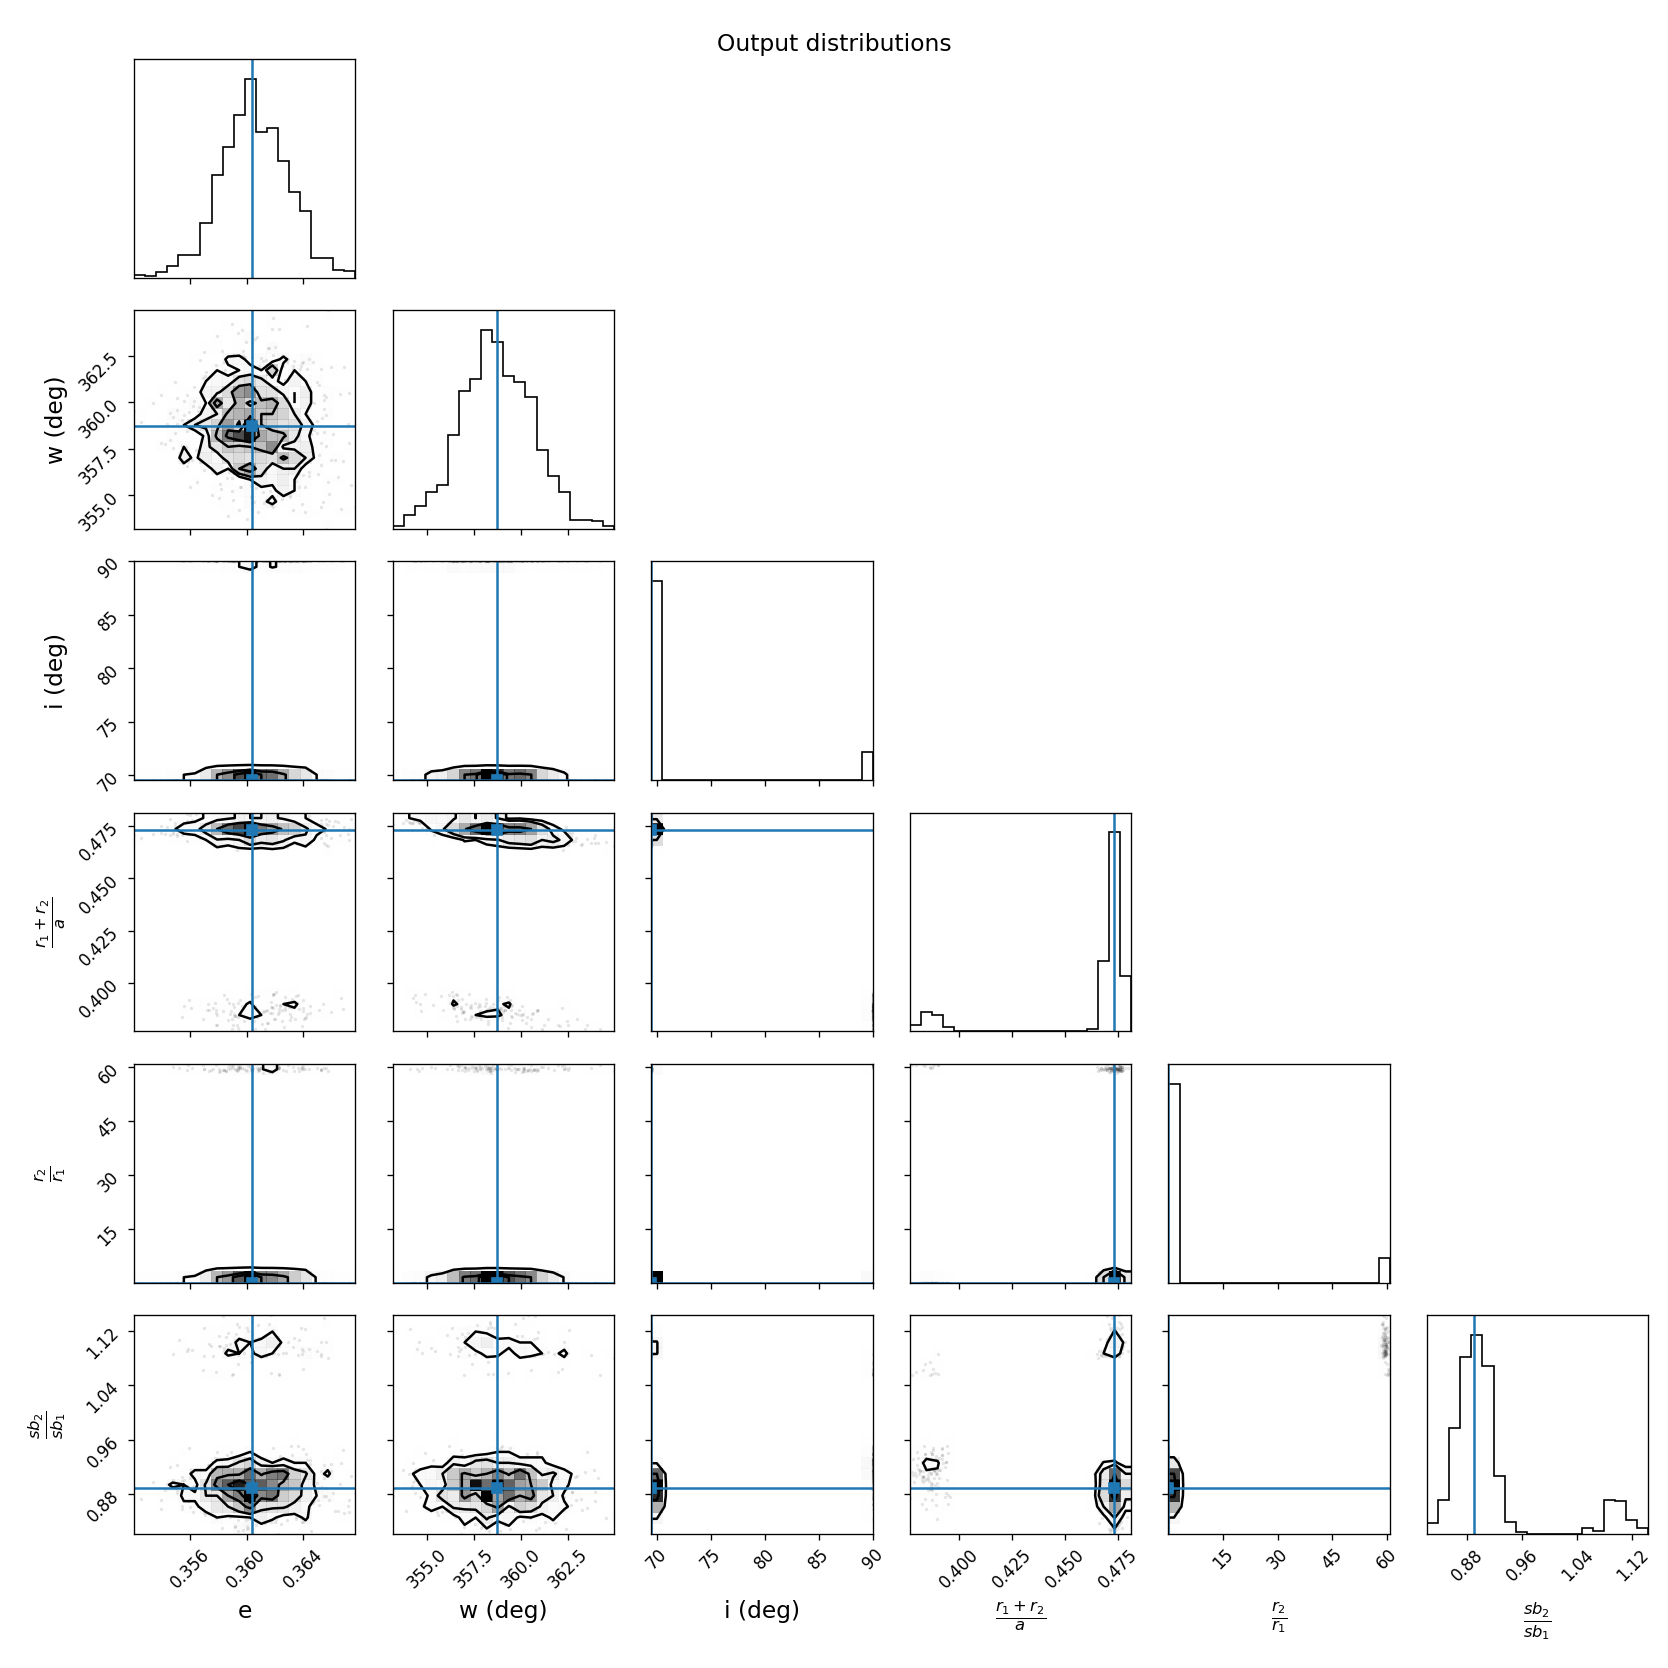 Output distributions
w (deg)
362.5
360.0
357.5
355.0
i (deg)
90
85
80
75
70
r₁ + r₂
a
0.475
0.450
0.425
0.400
r₂
r₁
60
45
30
15
sb₂
sb₁
1.12
1.04
0.96
0.88
0.356 0.360 0.364 355.0 357.5 360.0 362.5 70 75 80 85 90 0.400 0.425 0.450 0.475 15 30 45 60 0.88 0.96 1.04 1.12
e w (deg) i (deg)
r₁ + r₂
a
r₂
r₁
sb₂
sb₁